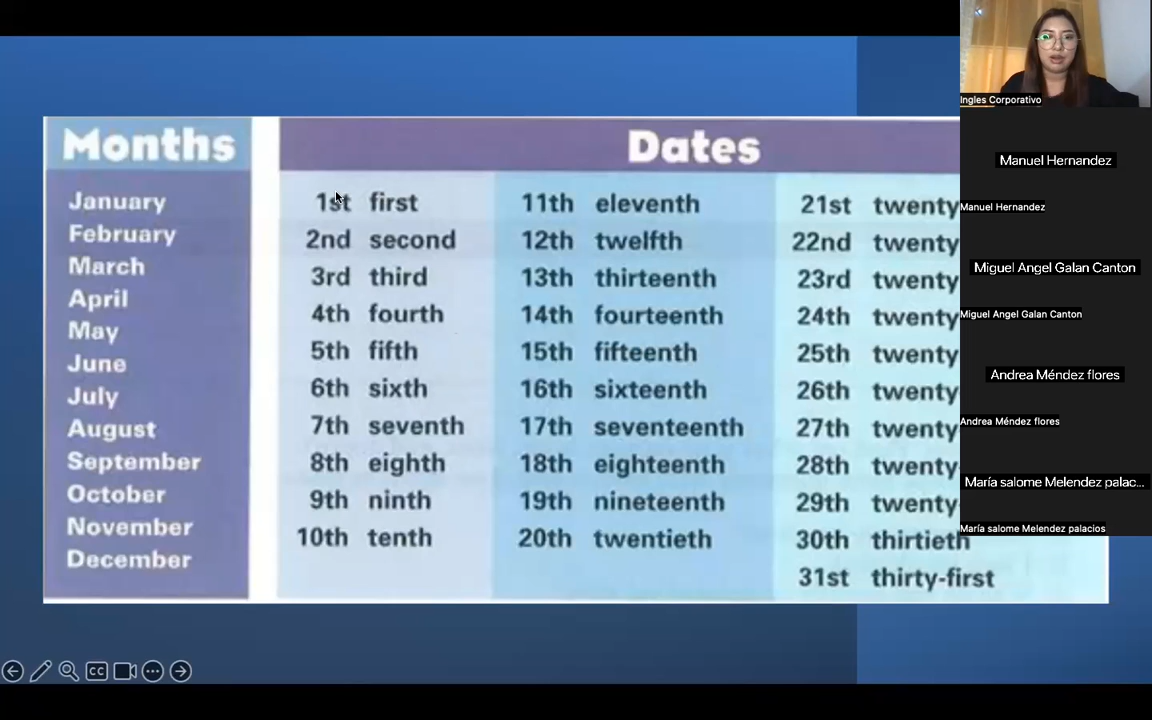 Months
January
February
March
April
May
June
July
August
September
October
November
December
Dates
1st first
2nd second
3rd third
4th fourth
5th fifth
6th sixth
7th seventh
8th eighth
9th ninth
10th tenth
11th eleventh
12th twelfth
13th thirteenth
14th fourteenth
15th fifteenth
16th sixteenth
17th seventeenth
18th eighteenth
19th nineteenth
20th twentieth
21st twenty
22nd twenty
23rd twenty
24th twenty
25th twenty
26th twenty
27th twenty
28th twenty
29th twenty
30th thirtieth
31st thirty-first
Ingles Corporativo
Manuel Hernandez
Manuel Hernandez
Miguel Angel Galan Canton
Miguel Angel Galan Canton
Andrea Méndez flores
Andrea Méndez flores
María salome Melendez palac...
María salome Melendez palacios
CC